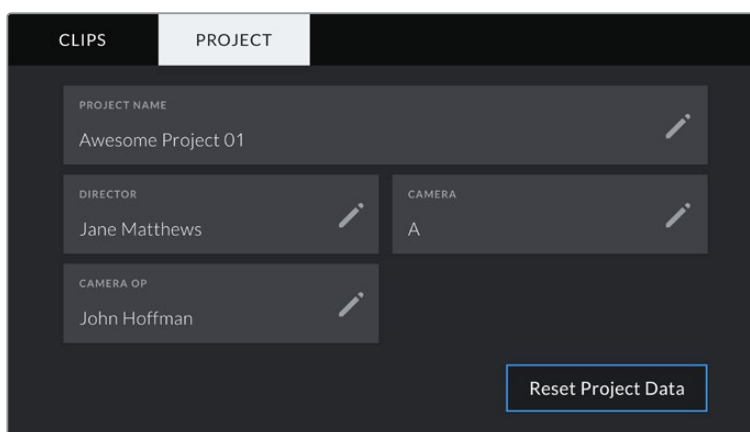 CLIPS PROJECT
PROJECT NAME
Awesome Project 01
DIRECTOR CAMERA
Jane Matthews A
CAMERA OP
John Hoffman
Reset Project Data